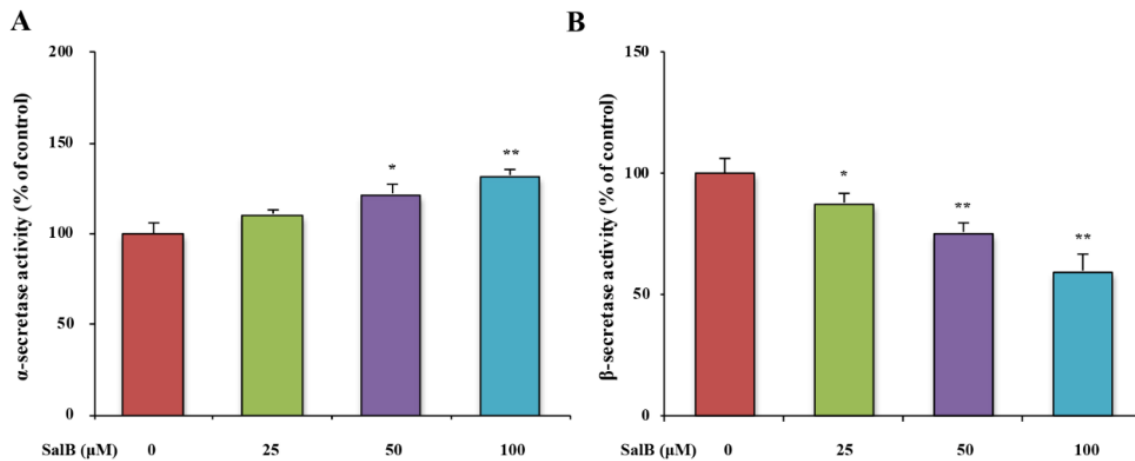 A
α-secretase activity (% of control)
200
150
100
50
0
*
**
SalB (μM) 0 25 50 100
B
β-secretase activity (% of control)
150
100
50
0
*
**
**
SalB (μM) 0 25 50 100